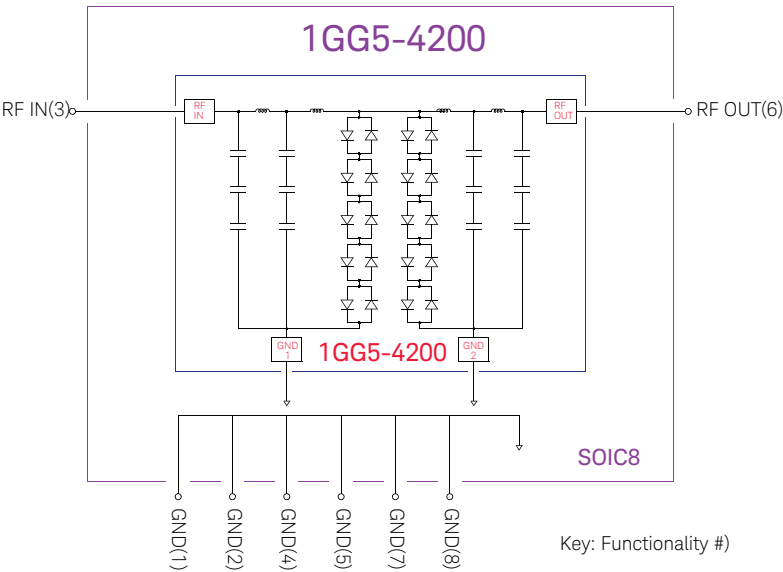 1GG5-4200
RF IN(3)
RF
IN
RF
OUT
RF OUT(6)
GND
1
1GG5-4200
GND
2
SOIC8
GND(1)
GND(2)
GND(4)
GND(5)
GND(7)
GND(8)
Key: Functionality #)